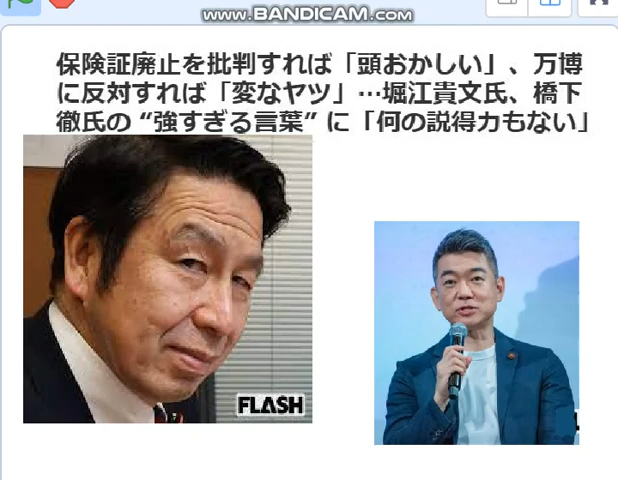 www.BANDICAM.com
保険証廃止を批判すれば「頭おかしい」、万博
に反対すれば「変なヤツ」…堀江貴文氏、橋下
徹氏の “強すぎる言葉” に「何の説得力もない」
FLASH